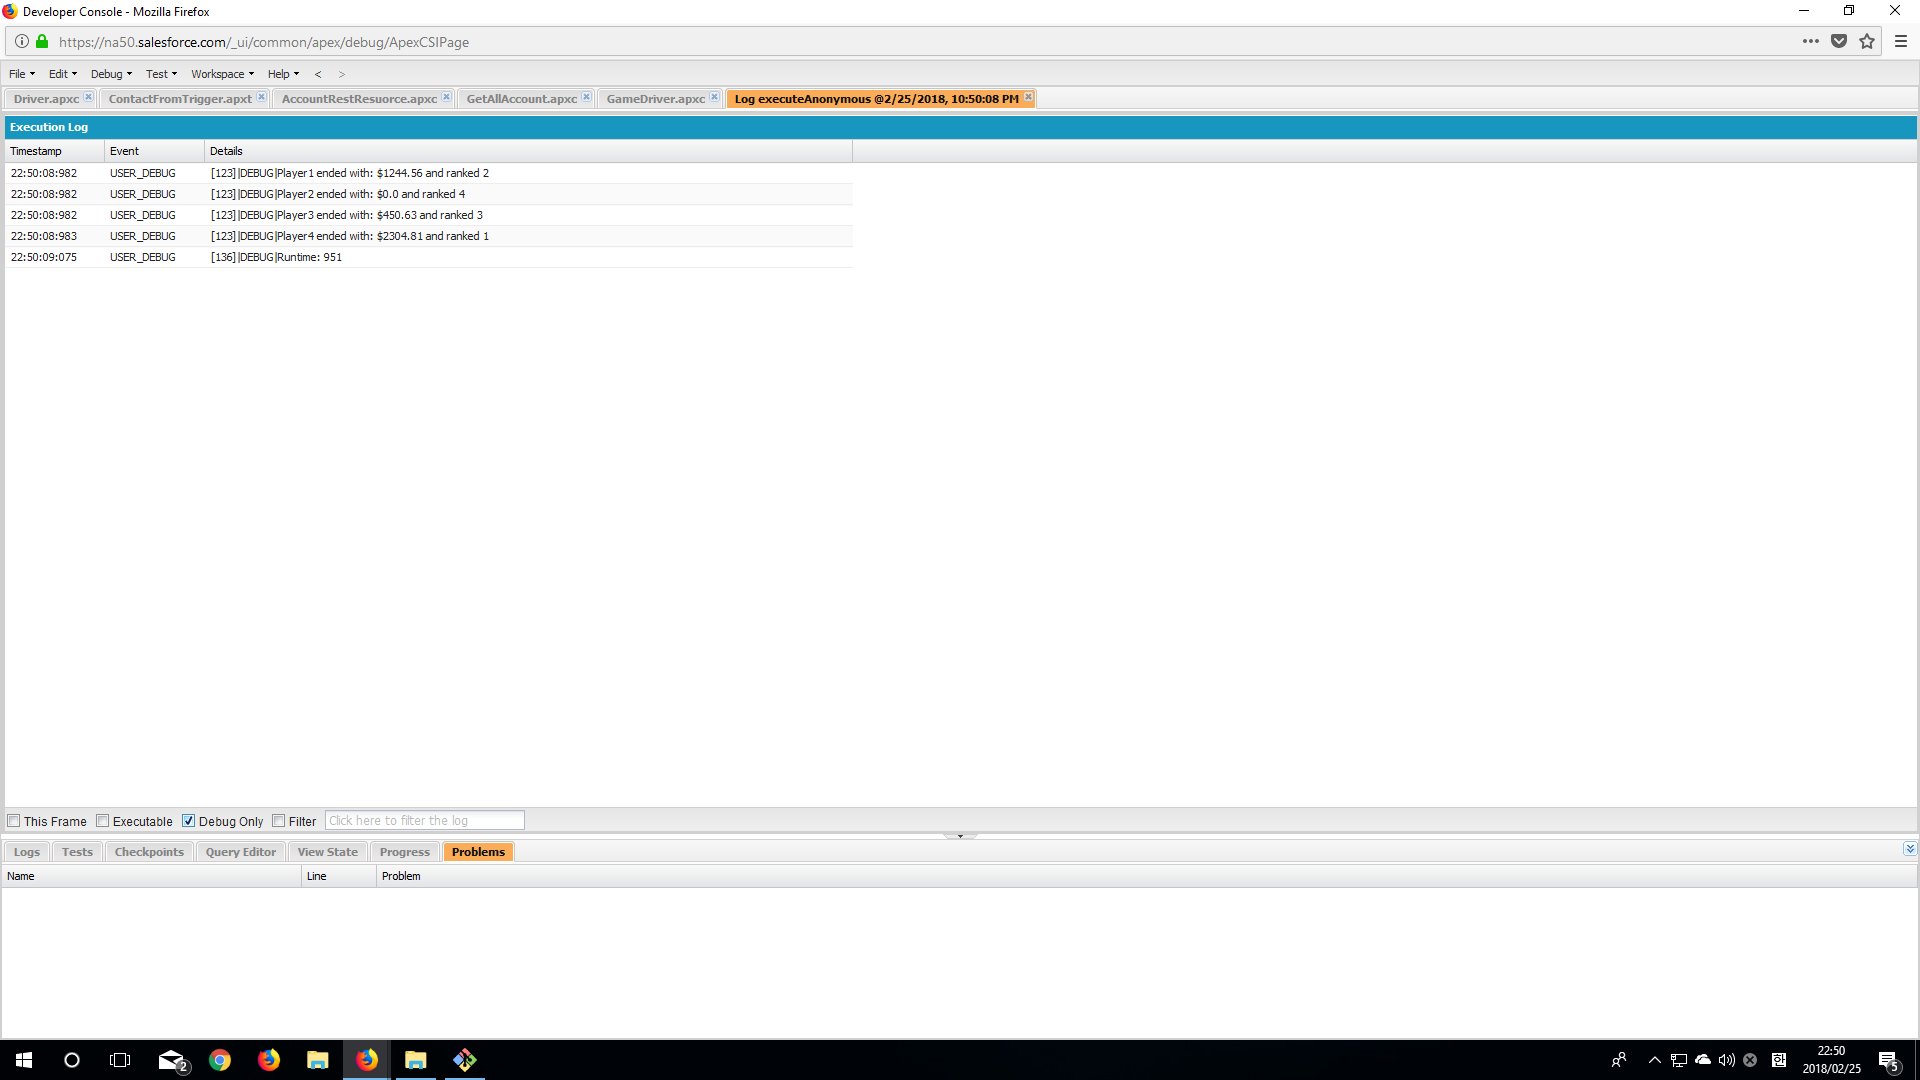 Developer Console - Mozilla Firefox
https://na50.salesforce.com/_ui/common/apex/debug/ApexCSIPage
File Edit Debug Test Workspace Help < >
Driver.apxc ContactFromTrigger.apxt AccountRestResuorce.apxc GetAllAccount.apxc GameDriver.apxc Log executeAnonymous @2/25/2018, 10:50:08 PM
Execution Log
Timestamp Event Details
22:50:08:982 USER_DEBUG [123]|DEBUG|Player1 ended with: $1244.56 and ranked 2
22:50:08:982 USER_DEBUG [123]|DEBUG|Player2 ended with: $0.0 and ranked 4
22:50:08:982 USER_DEBUG [123]|DEBUG|Player3 ended with: $450.63 and ranked 3
22:50:08:983 USER_DEBUG [123]|DEBUG|Player4 ended with: $2304.81 and ranked 1
22:50:09:075 USER_DEBUG [136]|DEBUG|Runtime: 951
This Frame Executable Debug Only Filter Click here to filter the log
Logs Tests Checkpoints Query Editor View State Progress Problems
Name Line Problem
2
22:50
2018/02/25
5